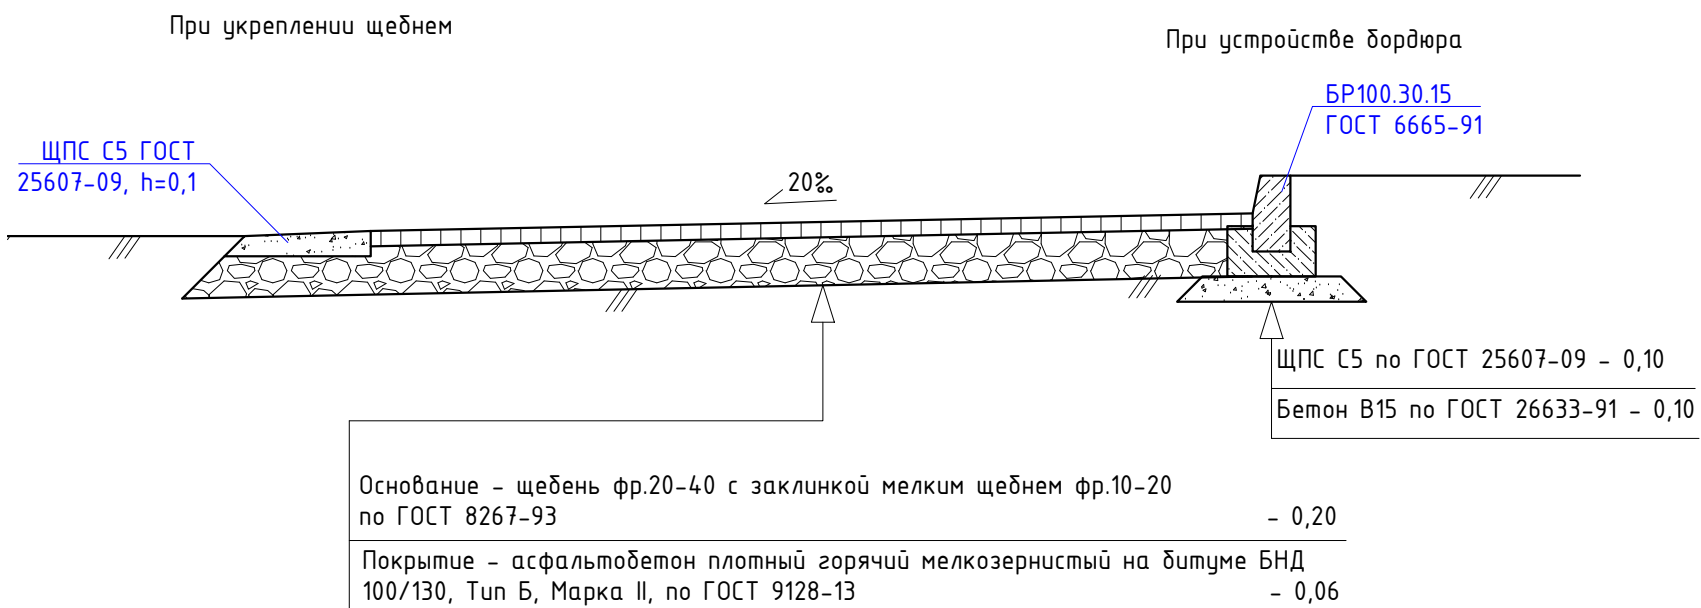 При укреплении щебнем
При устройстве бордюра
БР100.30.15
ГОСТ 6665-91
ЩПС С5 ГОСТ
25607-09, h=0,1
20‰
ЩПС С5 по ГОСТ 25607-09 - 0,10
Бетон В15 по ГОСТ 26633-91 - 0,10
Основание - щебень фр.20-40 с заклинкой мелким щебнем фр.10-20
по ГОСТ 8267-93 - 0,20
Покрытие - асфальтобетон плотный горячий мелкозернистый на битуме БНД
100/130, Тип Б, Марка II, по ГОСТ 9128-13 - 0,06